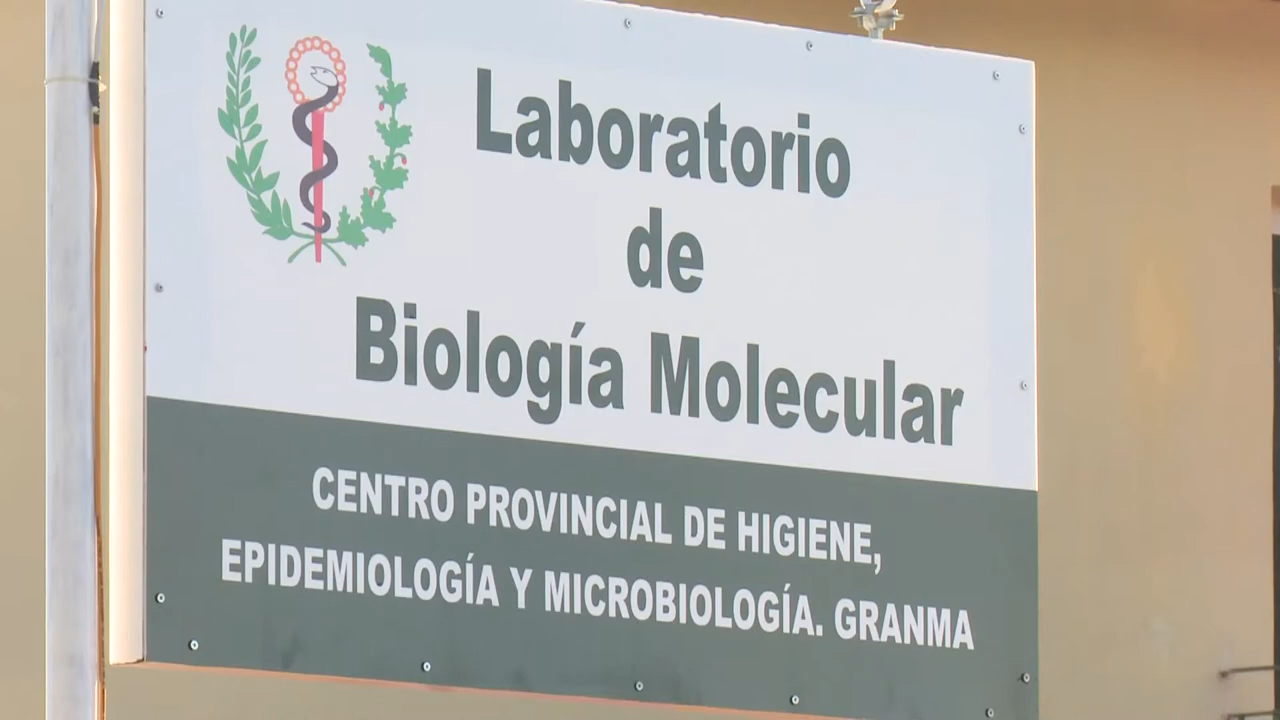 Laboratorio
de
Biología Molecular
CENTRO PROVINCIAL DE HIGIENE,
EPIDEMIOLOGÍA Y MICROBIOLOGÍA. GRANMA